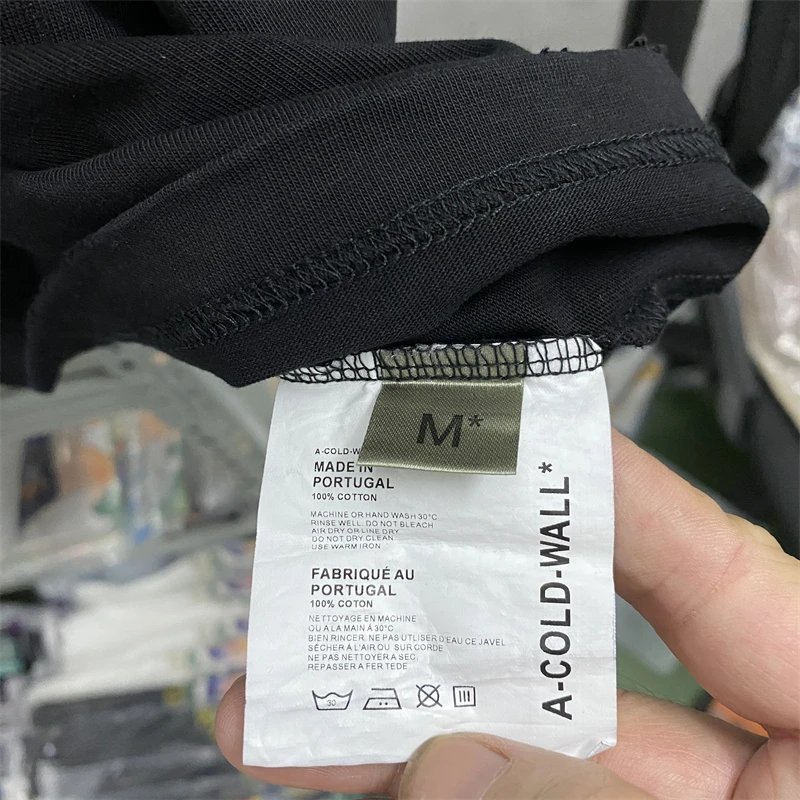 M*
A-COLD-W
MADE IN
PORTUGAL
100% COTTON
MACHINE OR HAND WASH 30°C
RINSE WELL. DO NOT BLEACH
AIR DRY OR LINE DRY
DO NOT DRY CLEAN
USE WARM IRON
FABRIQUÉ AU
PORTUGAL
100% COTON
NETTOYAGE EN MACHINE
OU A LA MAIN À 30°C
BIEN RINCER. NE PAS UTILISER D'EAU CE JAVEL
SÉCHER À L'AIR OU SUR CORDE
NE PAS NETTOYER A SEC
REPASSER A FER TEDE
30
A-COLD-WALL*